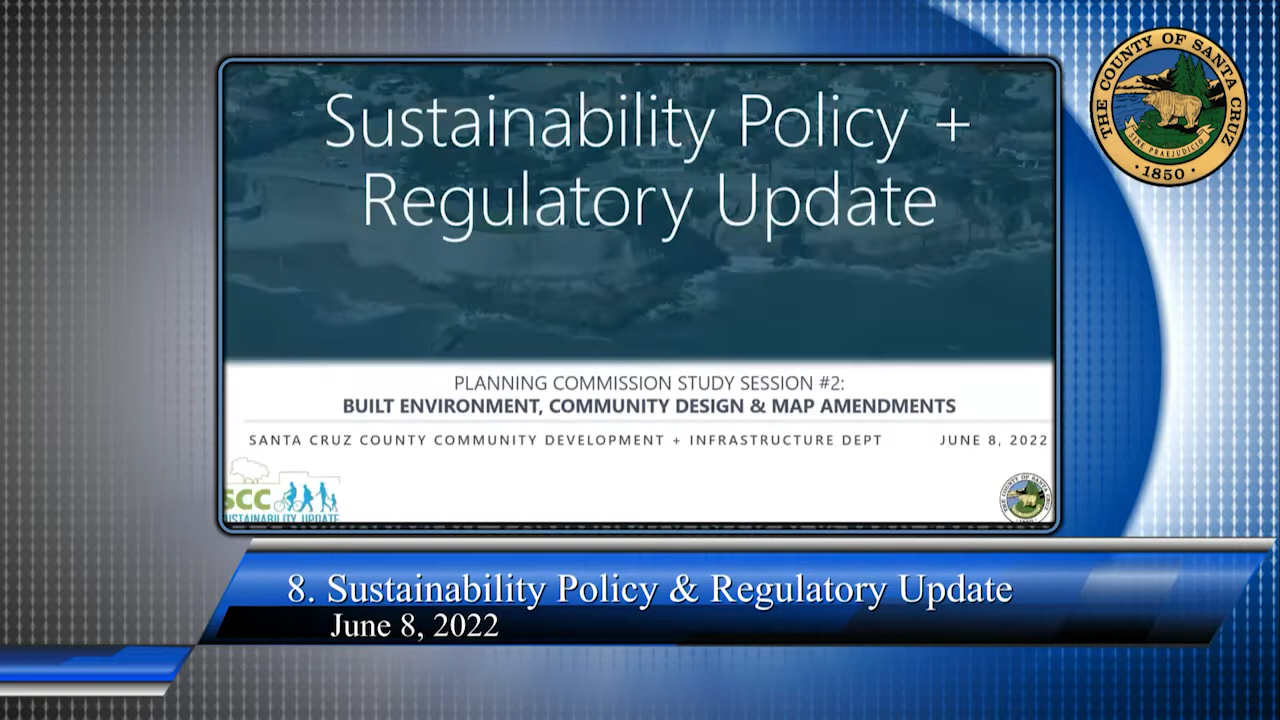 THE COUNTY OF SANTA CRUZ
SINE PRAEJUDICIO
• 1850 •
Sustainability Policy +
Regulatory Update
PLANNING COMMISSION STUDY SESSION #2:
BUILT ENVIRONMENT, COMMUNITY DESIGN & MAP AMENDMENTS
SANTA CRUZ COUNTY COMMUNITY DEVELOPMENT + INFRASTRUCTURE DEPT JUNE 8, 2022
SCC
USTAINABILITY UPDATE
8. Sustainability Policy & Regulatory Update
June 8, 2022